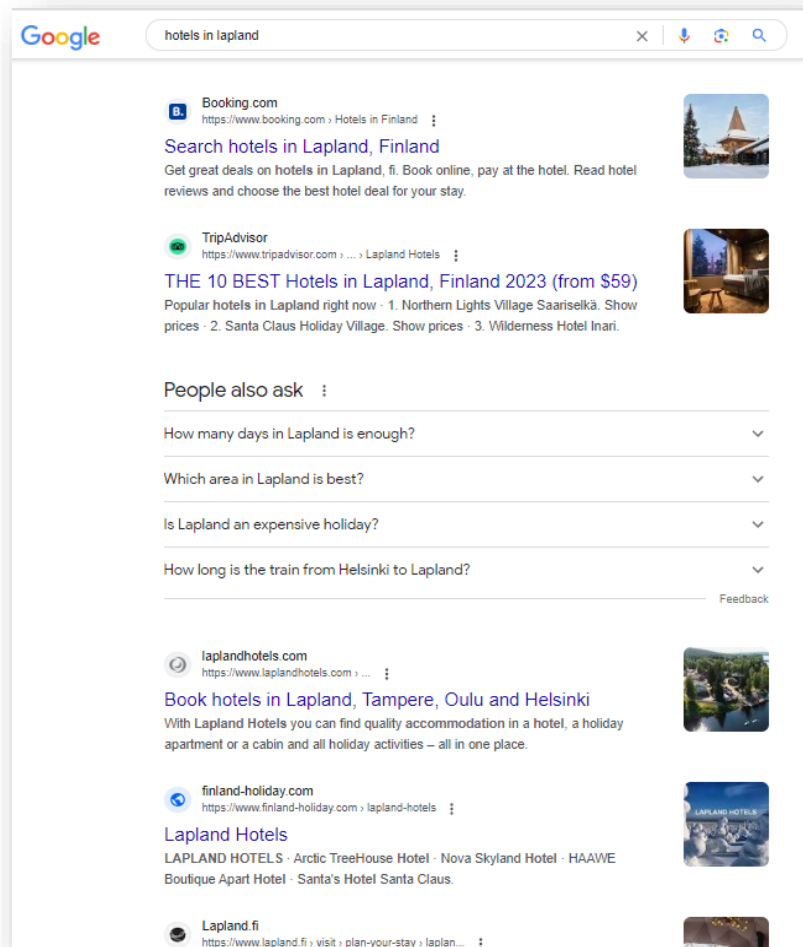 Google
hotels in lapland
B.
Booking.com
https://www.booking.com › Hotels in Finland
Search hotels in Lapland, Finland
Get great deals on hotels in Lapland, fi. Book online, pay at the hotel. Read hotel
reviews and choose the best hotel deal for your stay.
TripAdvisor
https://www.tripadvisor.com › ... › Lapland Hotels
THE 10 BEST Hotels in Lapland, Finland 2023 (from $59)
Popular hotels in Lapland right now · 1. Northern Lights Village Saariselkä. Show
prices · 2. Santa Claus Holiday Village. Show prices · 3. Wilderness Hotel Inari.
People also ask
How many days in Lapland is enough?
Which area in Lapland is best?
Is Lapland an expensive holiday?
How long is the train from Helsinki to Lapland?
Feedback
laplandhotels.com
https://www.laplandhotels.com › ...
Book hotels in Lapland, Tampere, Oulu and Helsinki
With Lapland Hotels you can find quality accommodation in a hotel, a holiday
apartment or a cabin and all holiday activities – all in one place.
finland-holiday.com
https://www.finland-holiday.com › lapland-hotels
Lapland Hotels
LAPLAND HOTELS · Arctic TreeHouse Hotel · Nova Skyland Hotel · HAAWE
Boutique Apart Hotel · Santa's Hotel Santa Claus.
LAPLAND HOTELS
Lapland.fi
https://www.lapland.fi › visit › plan-your-stay › laplan...